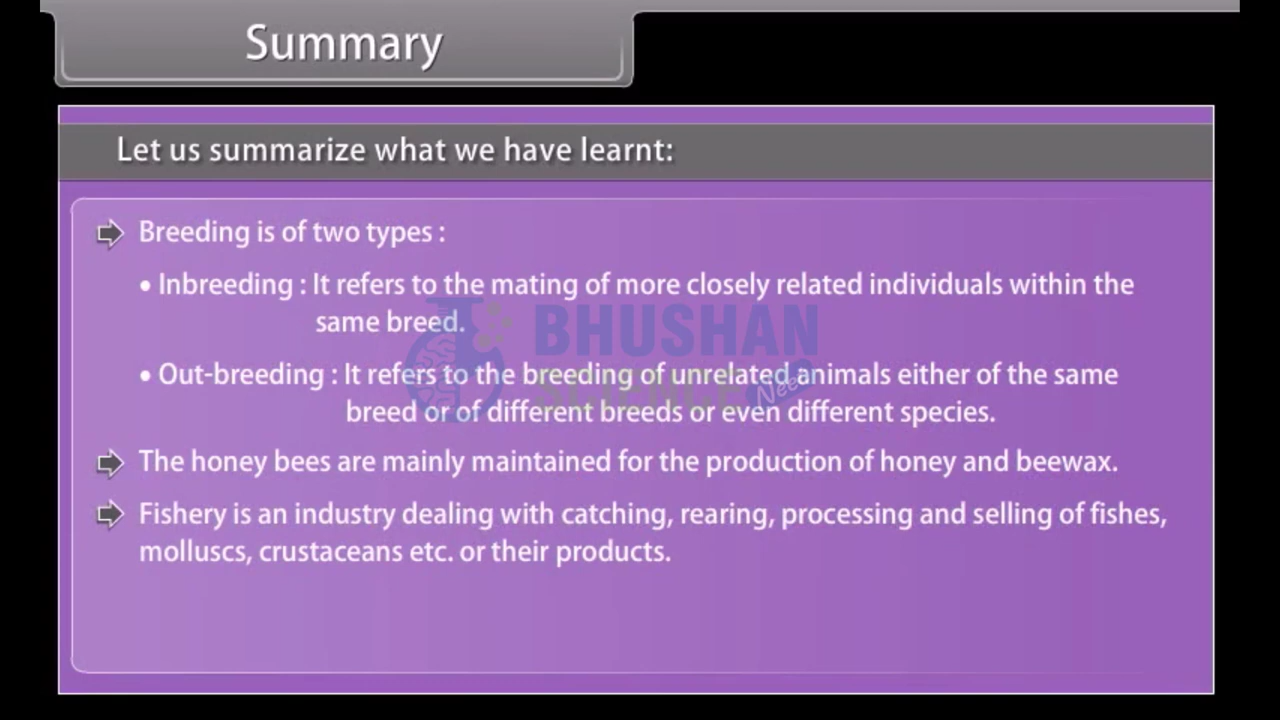 Summary
Let us summarize what we have learnt:
Breeding is of two types :
• Inbreeding : It refers to the mating of more closely related individuals within the
same breed.
• Out-breeding : It refers to the breeding of unrelated animals either of the same
breed or of different breeds or even different species.
The honey bees are mainly maintained for the production of honey and beewax.
Fishery is an industry dealing with catching, rearing, processing and selling of fishes,
molluscs, crustaceans etc. or their products.
BHUSHAN
SCIENCE
Need